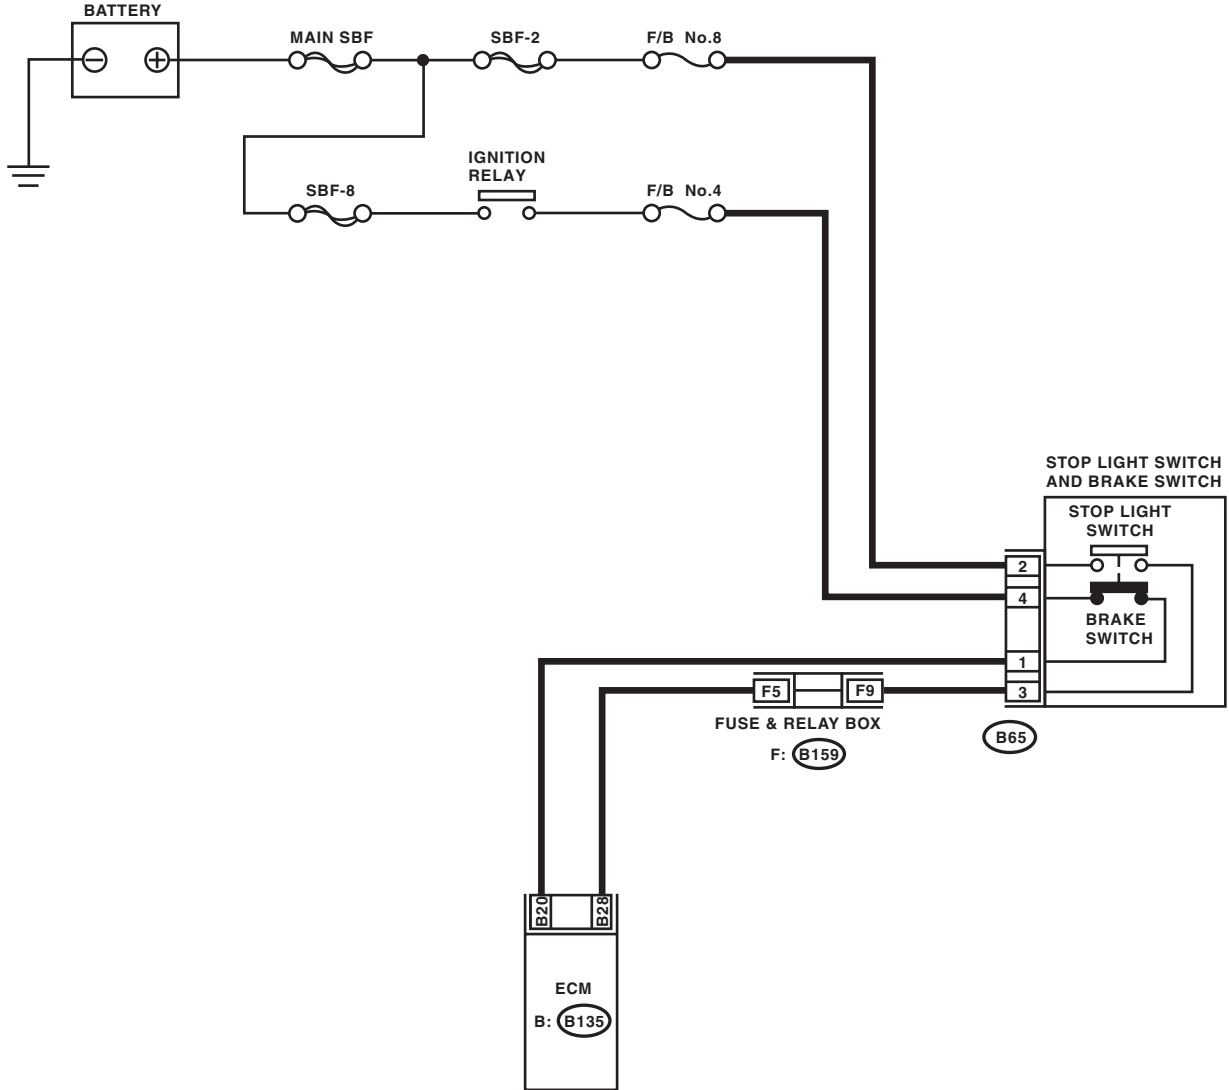 BATTERY
MAIN SBF
SBF-2
F/B No.8
SBF-8
IGNITION
RELAY
F/B No.4
STOP LIGHT SWITCH
AND BRAKE SWITCH
STOP LIGHT
SWITCH
2
4
BRAKE
SWITCH
1
3
F5
F9
FUSE & RELAY BOX
F: B159
B65
B20
B28
ECM
B: B135